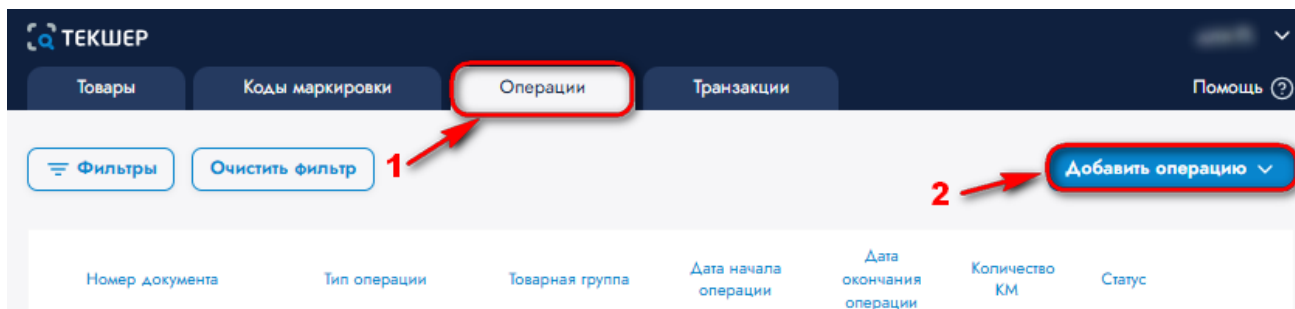 ТЕКШЕР
Товары Коды маркировки Операции Транзакции Помощь ?
Фильтры Очистить фильтр 1 Добавить операцию
2
Номер документа Тип операции Товарная группа Дата начала операции Дата окончания операции Количество КМ Статус